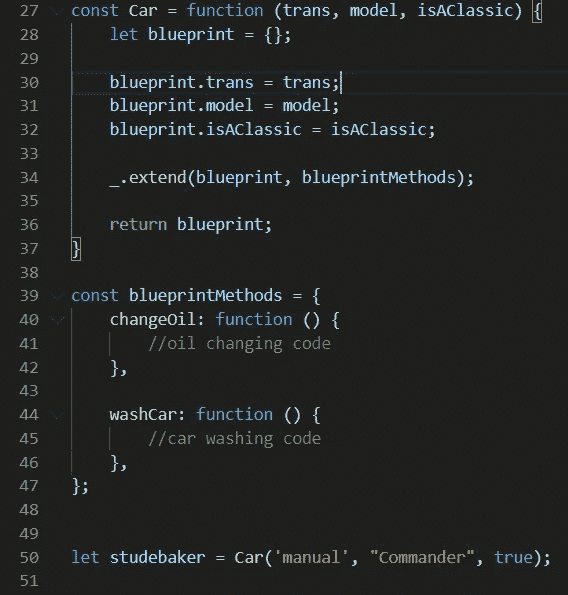 27 const Car = function (trans, model, isAClassic) {
28     let blueprint = {};
29
30     blueprint.trans = trans;
31     blueprint.model = model;
32     blueprint.isAClassic = isAClassic;
33
34     _.extend(blueprint, blueprintMethods);
35
36     return blueprint;
37 }
38
39 const blueprintMethods = {
40     changeOil: function () {
41         //oil changing code
42     },
43
44     washCar: function () {
45         //car washing code
46     },
47 };
48
49
50 let studebaker = Car('manual', "Commander", true);
51